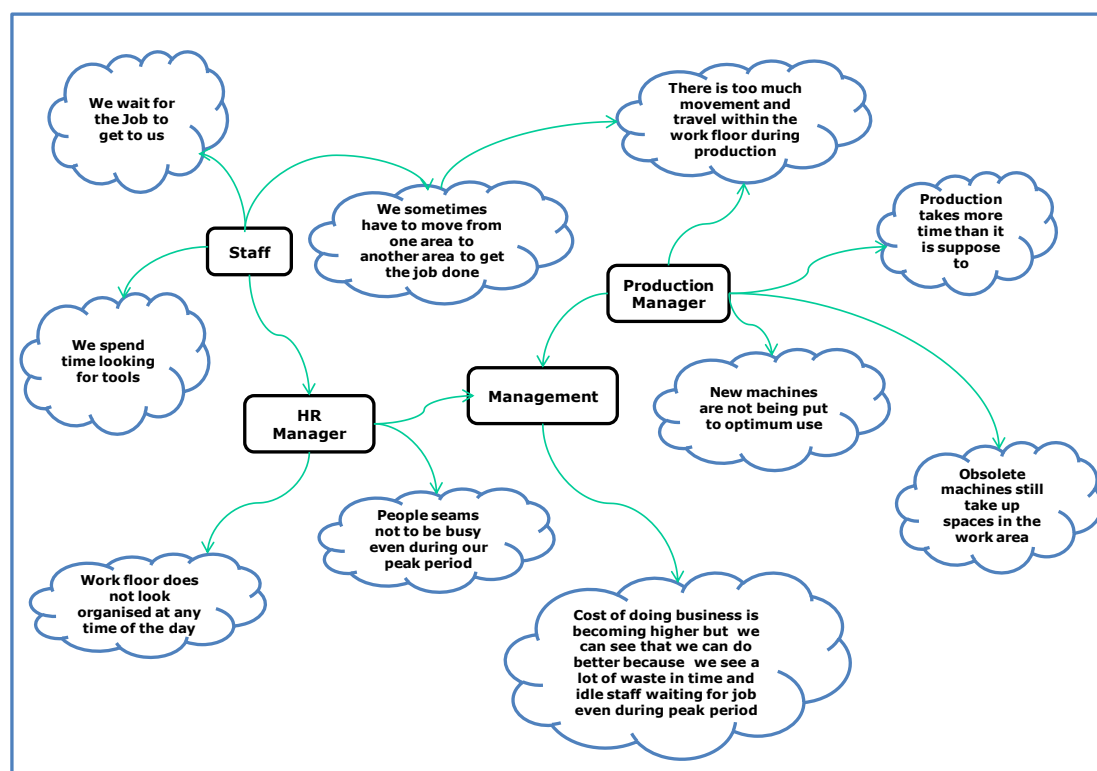 We wait for
the Job to
get to us
There is too much
movement and
travel within the
work floor during
production
We sometimes
have to move from
one area to
another area to get
the job done
Production
takes more
time than it
is suppose
to
Staff
Production
Manager
We spend
time looking
for tools
HR
Manager
Management
New machines
are not being put
to optimum use
Obsolete
machines still
take up
spaces in the
work area
People seams
not to be busy
even during our
peak period
Work floor does
not look
organised at any
time of the day
Cost of doing business is
becoming higher but we
can see that we can do
better because we see a
lot of waste in time and
idle staff waiting for job
even during peak period